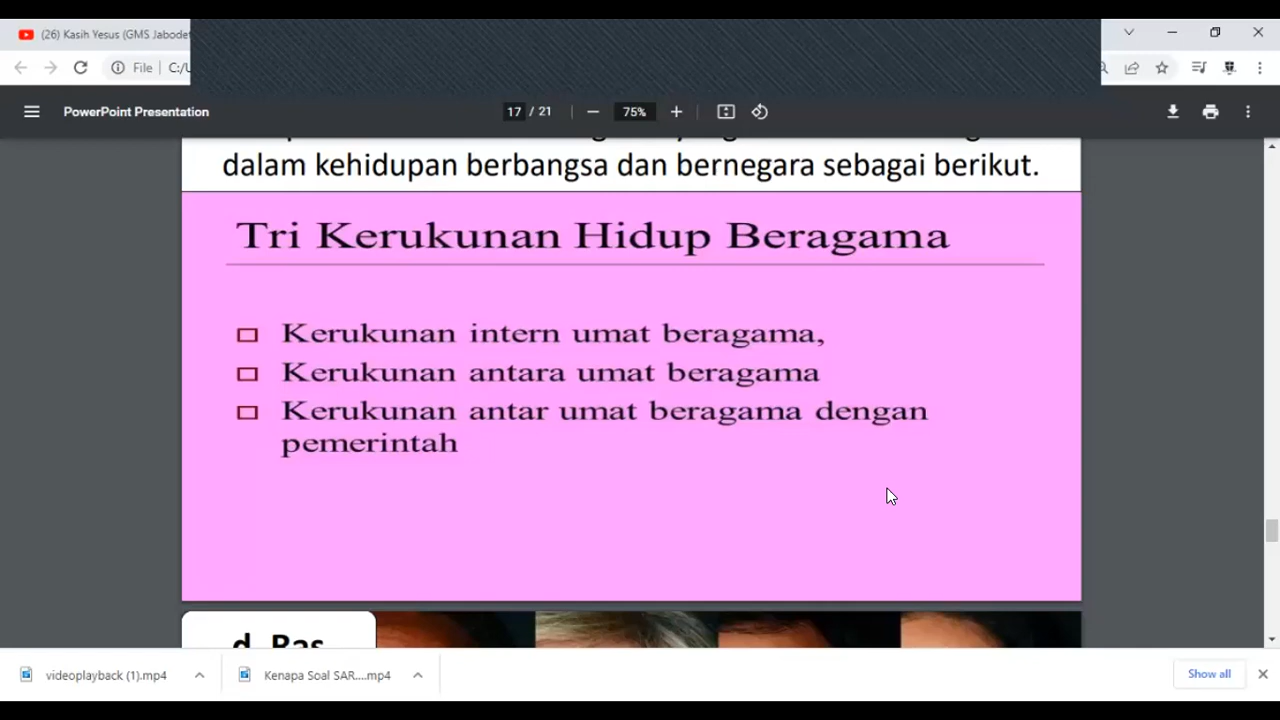 (26) Kasih Yesus (GMS Jabodet
File
C:/U
PowerPoint Presentation
17 / 21
75%
dalam kehidupan berbangsa dan bernegara sebagai berikut.
Tri Kerukunan Hidup Beragama
Kerukunan intern umat beragama,
Kerukunan antara umat beragama
Kerukunan antar umat beragama dengan
pemerintah
d. Ras
videoplayback (1).mp4
Kenapa Soal SAR....mp4
Show all